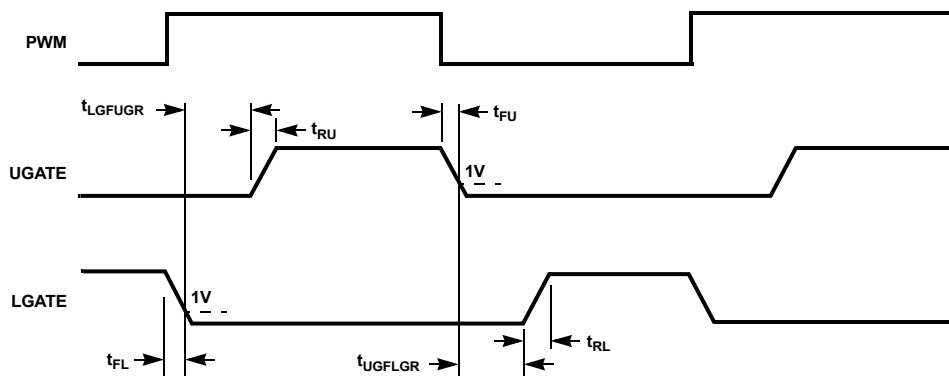 PWM
tLGFUGR
tFU
tRU
UGATE
1V
LGATE
1V
tFL
tUGFLGR
tRL